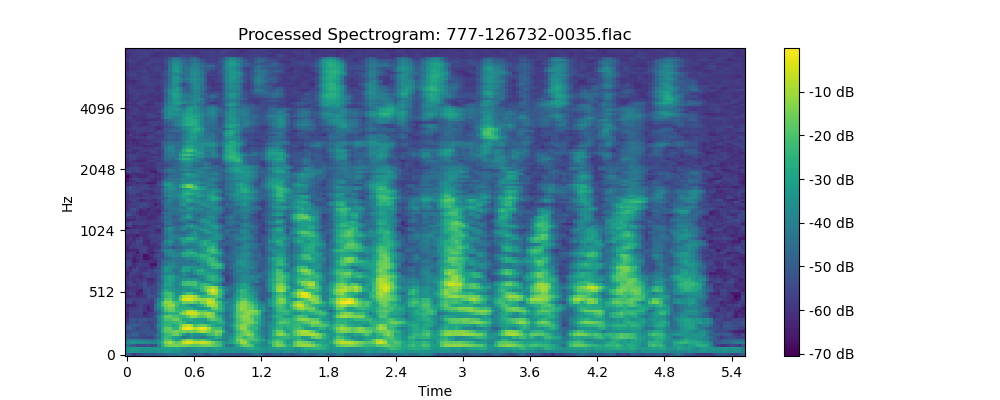 Processed Spectrogram: 777-126732-0035.flac
Hz
4096
2048
1024
512
0
0 0.6 1.2 1.8 2.4 3 3.6 4.2 4.8 5.4
Time
-10 dB
-20 dB
-30 dB
-40 dB
-50 dB
-60 dB
-70 dB